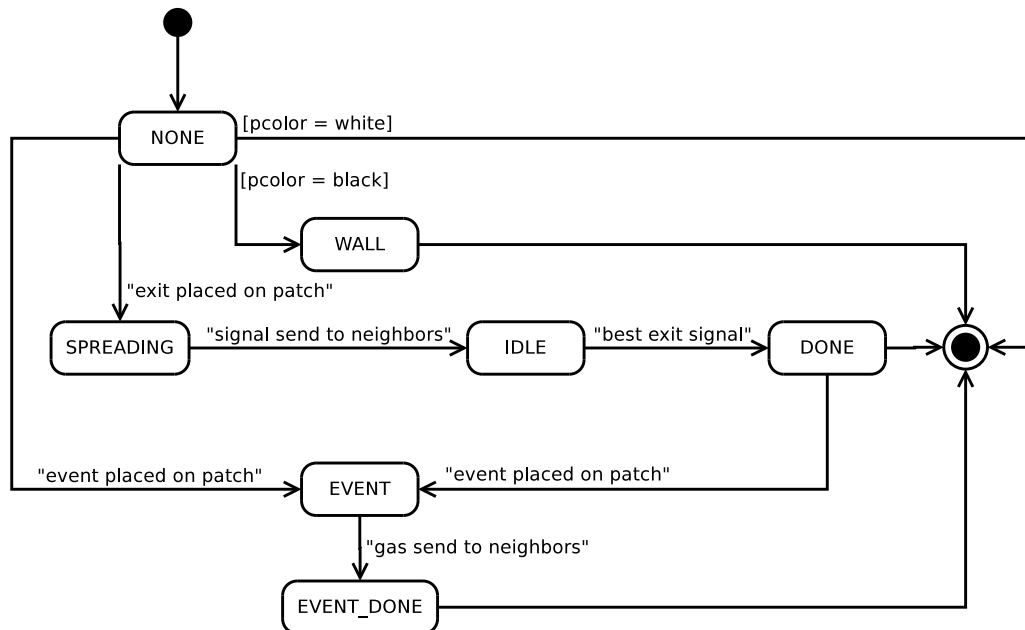 [pcolor = white]
NONE
[pcolor = black]
WALL
"exit placed on patch"
SPREADING
"signal send to neighbors"
IDLE
"best exit signal"
DONE
"event placed on patch"
EVENT
"event placed on patch"
"gas send to neighbors"
EVENT_DONE